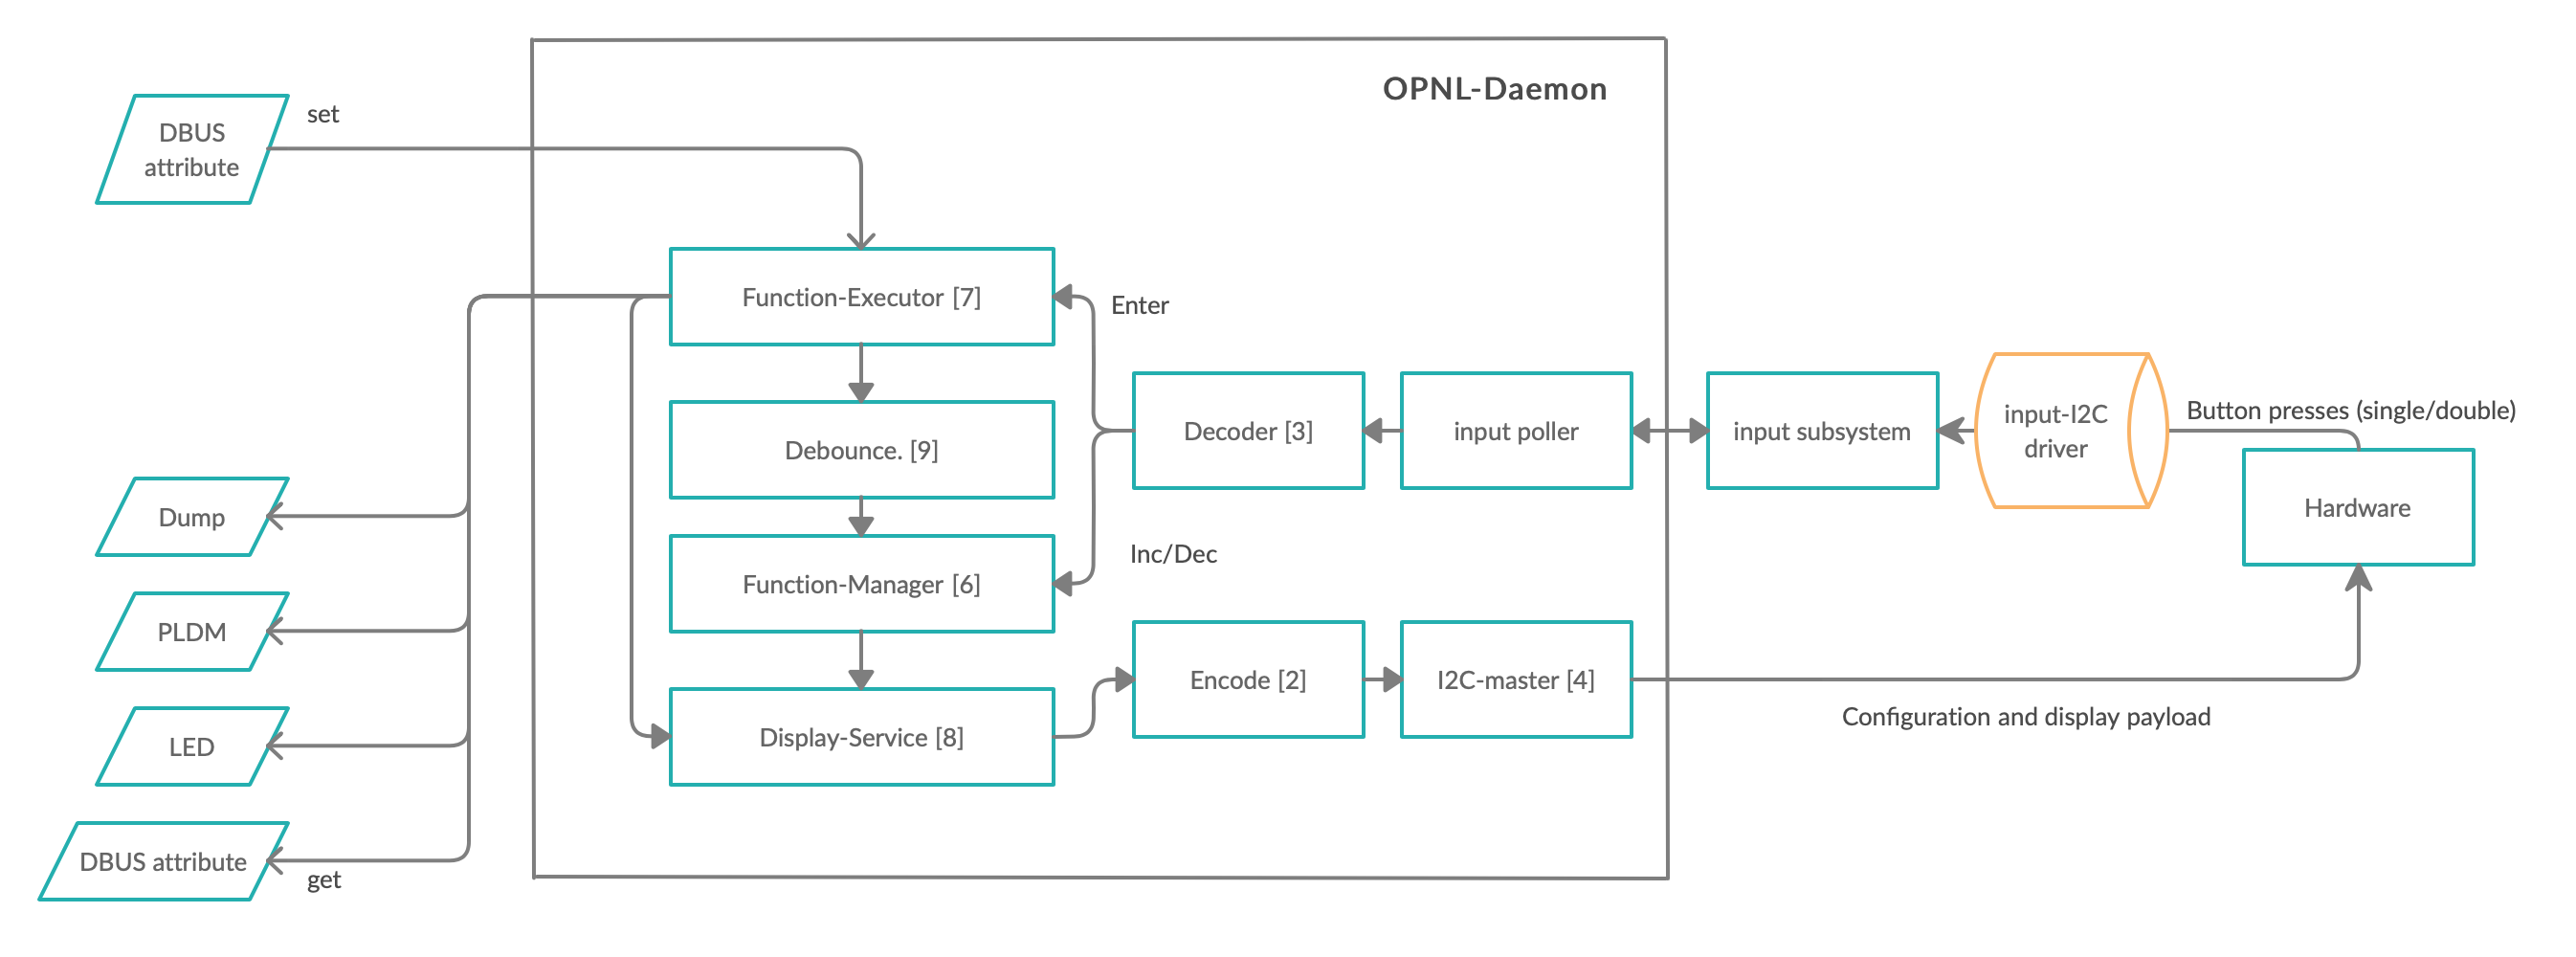 OPNL-Daemon
DBUS
attribute
set
Function-Executor [7]
Enter
Debounce. [9]
Decoder [3]
input poller
input subsystem
input-I2C
driver
Button presses (single/double)
Hardware
Dump
Function-Manager [6]
Inc/Dec
PLDM
Encode [2]
I2C-master [4]
Configuration and display payload
LED
Display-Service [8]
DBUS attribute
get